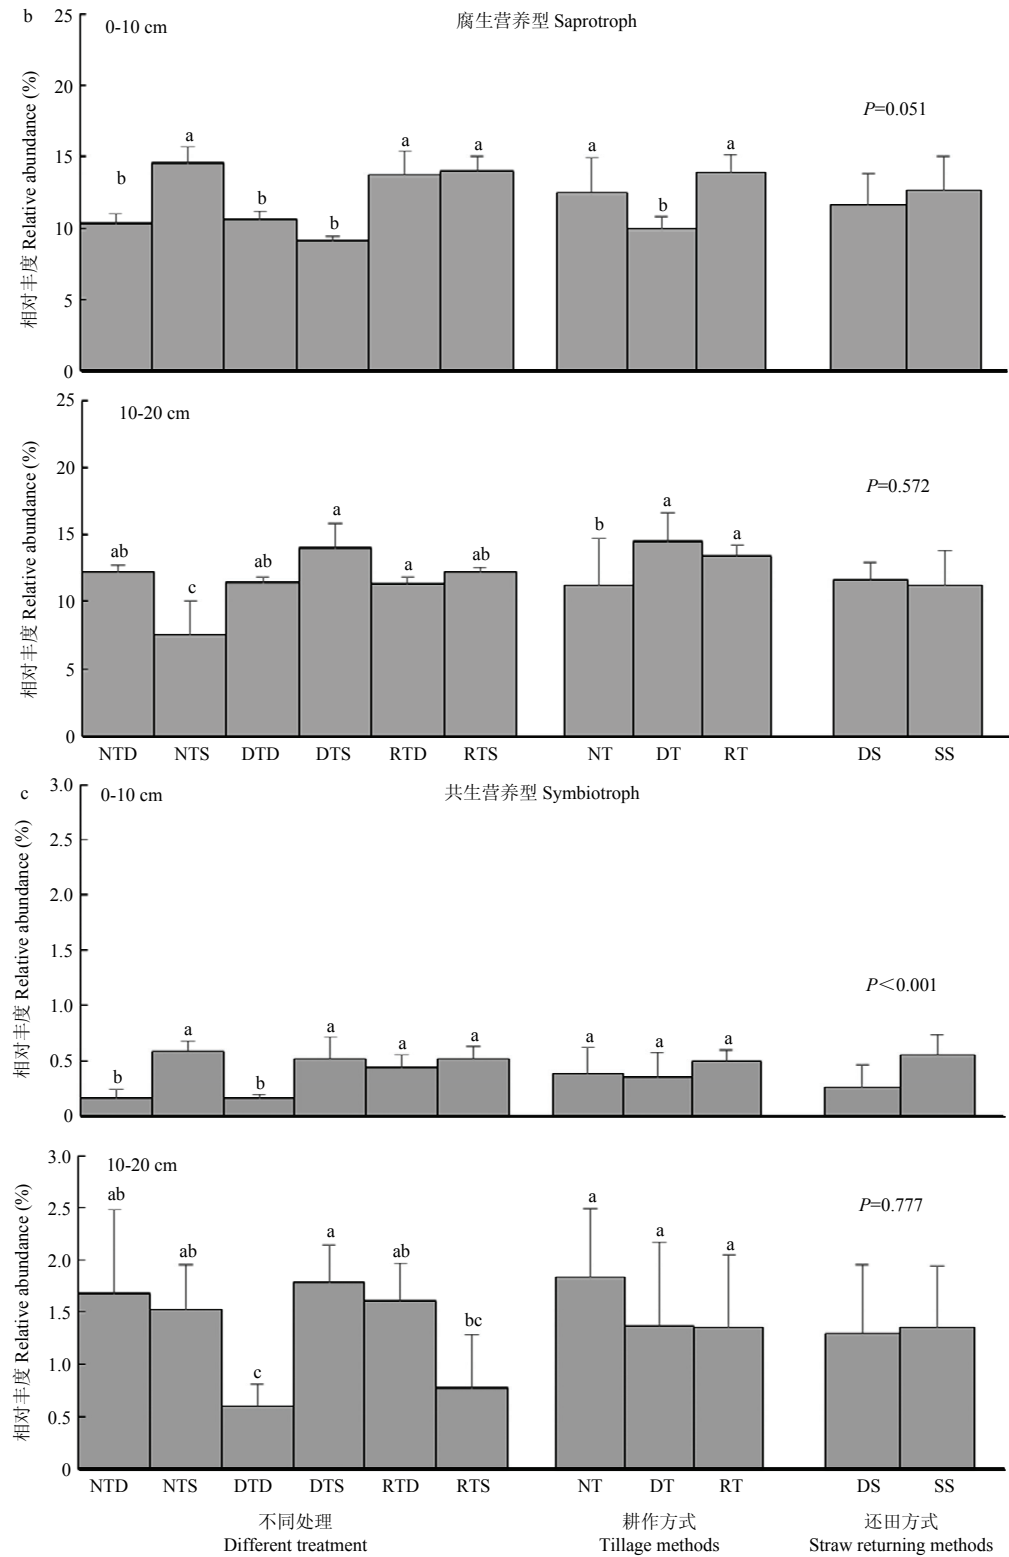 b
腐生营养型 Saprotroph
0-10 cm
相对丰度 Relative abundance (%)
25
20
15
10
5
0
b
a
b
b
a
a
a
b
a
P=0.051
10-20 cm
相对丰度 Relative abundance (%)
25
20
15
10
5
0
ab
c
ab
a
a
ab
b
a
a
P=0.572
NTD NTS DTD DTS RTD RTS NT DT RT DS SS
c
共生营养型 Symbiotroph
0-10 cm
相对丰度 Relative abundance (%)
3.0
2.5
2.0
1.5
1.0
0.5
0
b
a
b
a
a
a
a
a
a
P＜0.001
10-20 cm
相对丰度 Relative abundance (%)
3.0
2.5
2.0
1.5
1.0
0.5
0
ab
ab
c
a
ab
bc
a
a
a
P=0.777
NTD NTS DTD DTS RTD RTS NT DT RT DS SS
不同处理 耕作方式 还田方式
Different treatment Tillage methods Straw returning methods